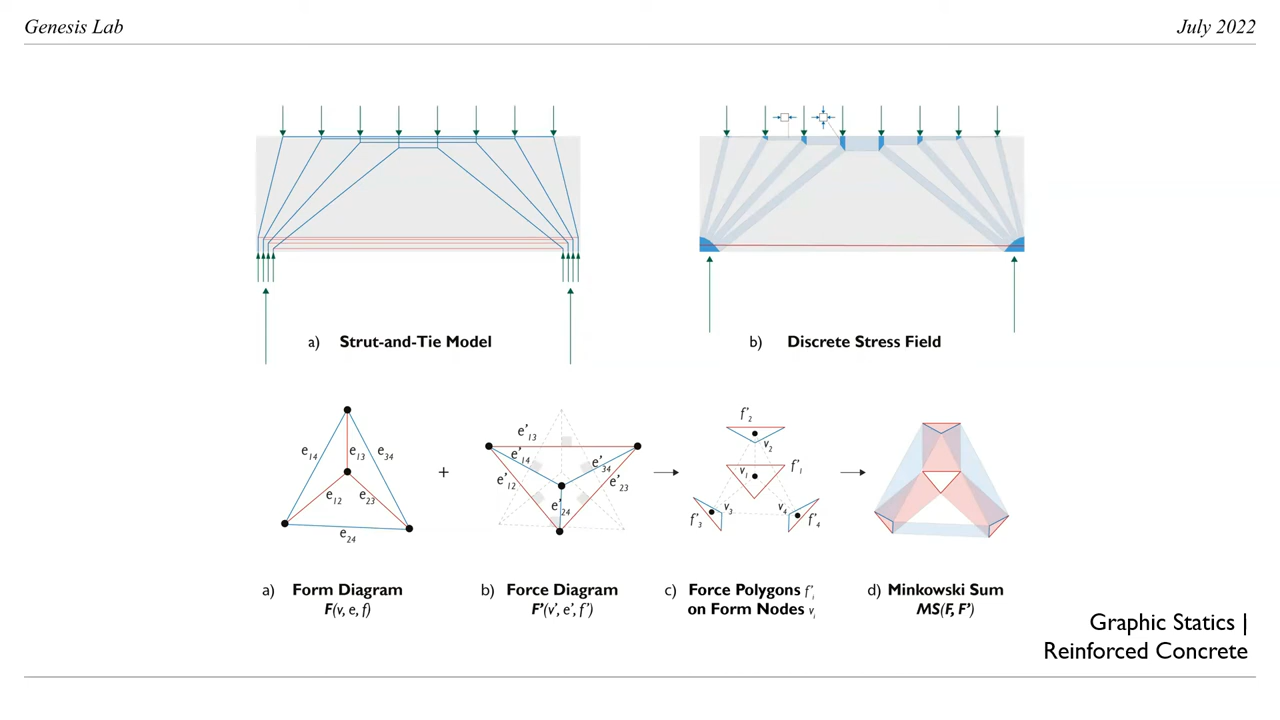 Genesis Lab
July 2022
a) Strut-and-Tie Model
b) Discrete Stress Field
e14
e13
e34
e12
e23
e24
+
e'13
e'14
e'34
e'12
e'23
e'24
f'2
v2
v1
f'1
v3
f'3
v4
f'4
a) Form Diagram
F(v, e, f)
b) Force Diagram
F'(v', e', f')
c) Force Polygons f'i
on Form Nodes vi
d) Minkowski Sum
MS(F, F')
Graphic Statics |
Reinforced Concrete